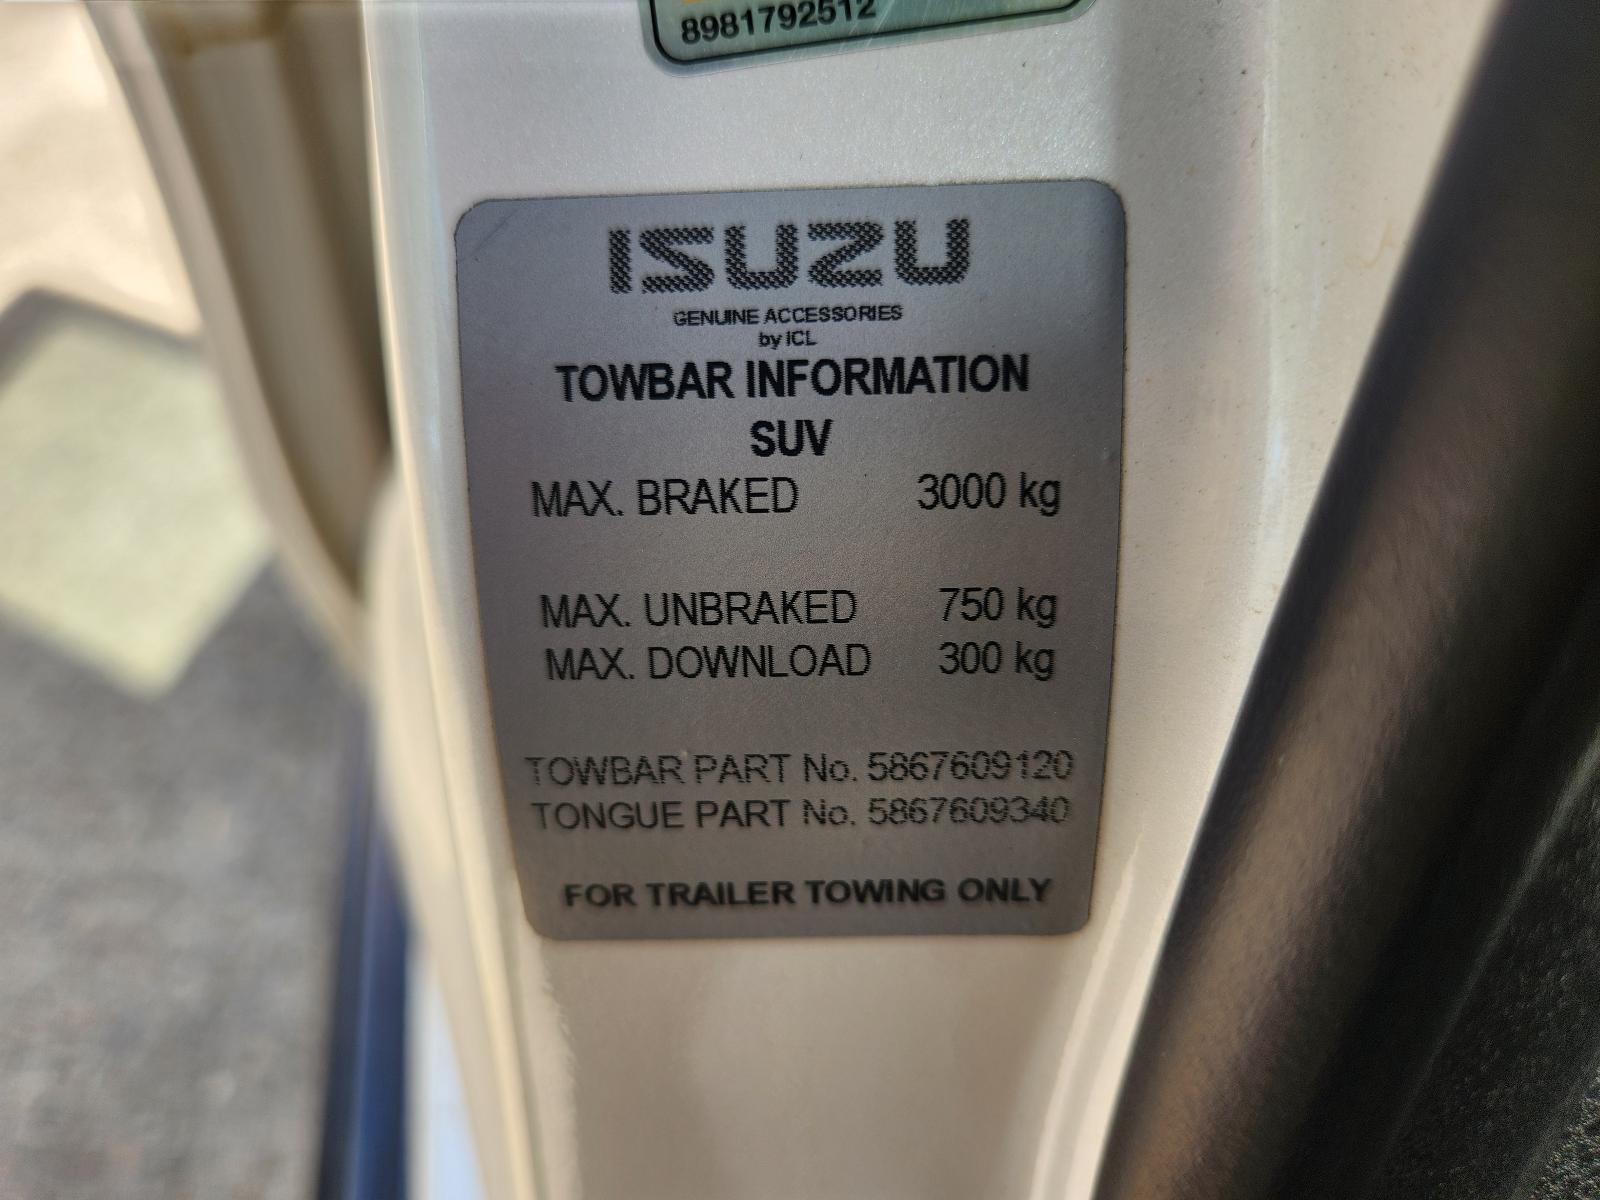 8981792512
ISUZU
GENUINE ACCESSORIES
by ICL
TOWBAR INFORMATION
SUV
MAX. BRAKED 3000 kg
MAX. UNBRAKED 750 kg
MAX. DOWNLOAD 300 kg
TOWBAR PART No. 5867609120
TONGUE PART No. 5867609340
FOR TRAILER TOWING ONLY